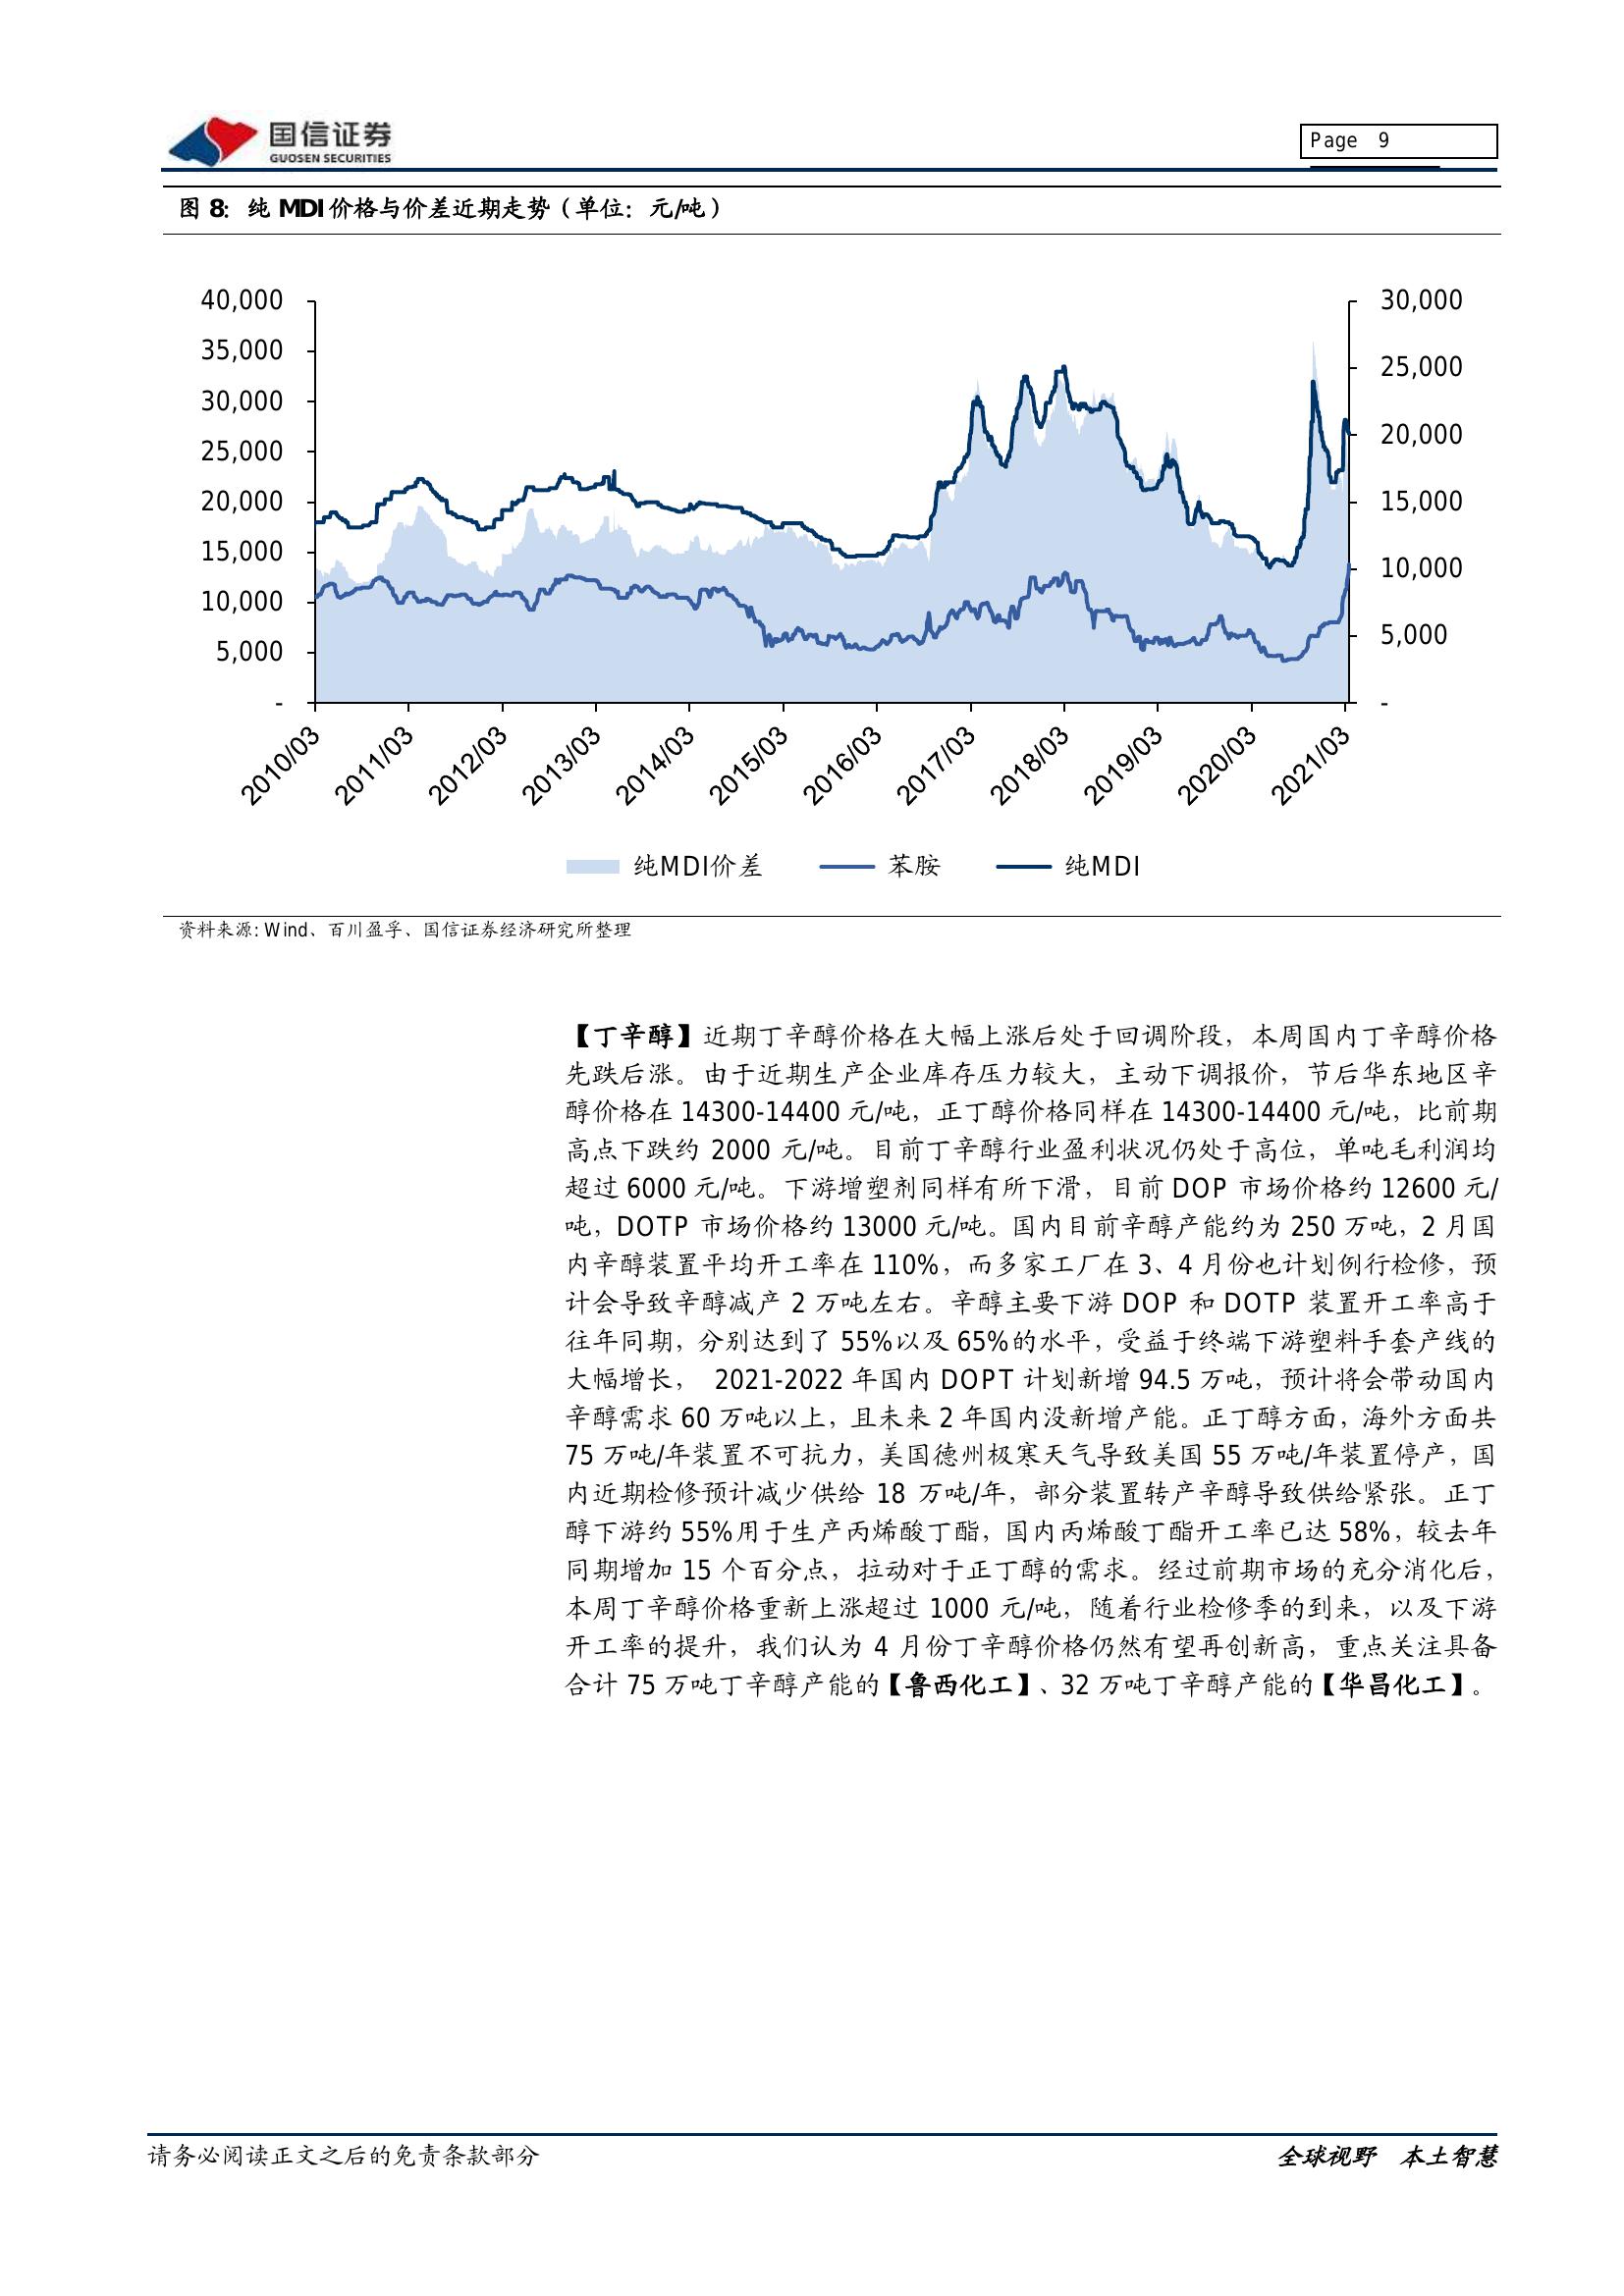 国信证券
GUOSEN SECURITIES
Page 9
图 8：纯 MDI 价格与价差近期走势（单位：元/吨）
40,000
35,000
30,000
25,000
20,000
15,000
10,000
5,000
-
30,000
25,000
20,000
15,000
10,000
5,000
-
2010/03
2011/03
2012/03
2013/03
2014/03
2015/03
2016/03
2017/03
2018/03
2019/03
2020/03
2021/03
纯MDI价差 苯胺 纯MDI
资料来源: Wind、百川盈孚、国信证券经济研究所整理
【丁辛醇】近期丁辛醇价格在大幅上涨后处于回调阶段，本周国内丁辛醇价格
先跌后涨。由于近期生产企业库存压力较大，主动下调报价，节后华东地区辛
醇价格在 14300-14400 元/吨，正丁醇价格同样在 14300-14400 元/吨，比前期
高点下跌约 2000 元/吨。目前丁辛醇行业盈利状况仍处于高位，单吨毛利润均
超过 6000 元/吨。下游增塑剂同样有所下滑，目前 DOP 市场价格约 12600 元/
吨，DOTP 市场价格约 13000 元/吨。国内目前辛醇产能约为 250 万吨，2 月国
内辛醇装置平均开工率在 110%，而多家工厂在 3、4 月份也计划例行检修，预
计会导致辛醇减产 2 万吨左右。辛醇主要下游 DOP 和 DOTP 装置开工率高于
往年同期，分别达到了 55%以及 65%的水平，受益于终端下游塑料手套产线的
大幅增长， 2021-2022 年国内 DOPT 计划新增 94.5 万吨，预计将会带动国内
辛醇需求 60 万吨以上，且未来 2 年国内没新增产能。正丁醇方面，海外方面共
75 万吨/年装置不可抗力，美国德州极寒天气导致美国 55 万吨/年装置停产，国
内近期检修预计减少供给 18 万吨/年，部分装置转产辛醇导致供给紧张。正丁
醇下游约 55%用于生产丙烯酸丁酯，国内丙烯酸丁酯开工率已达 58%，较去年
同期增加 15 个百分点，拉动对于正丁醇的需求。经过前期市场的充分消化后，
本周丁辛醇价格重新上涨超过 1000 元/吨，随着行业检修季的到来，以及下游
开工率的提升，我们认为 4 月份丁辛醇价格仍然有望再创新高，重点关注具备
合计 75 万吨丁辛醇产能的【鲁西化工】、32 万吨丁辛醇产能的【华昌化工】。
请务必阅读正文之后的免责条款部分
全球视野 本土智慧